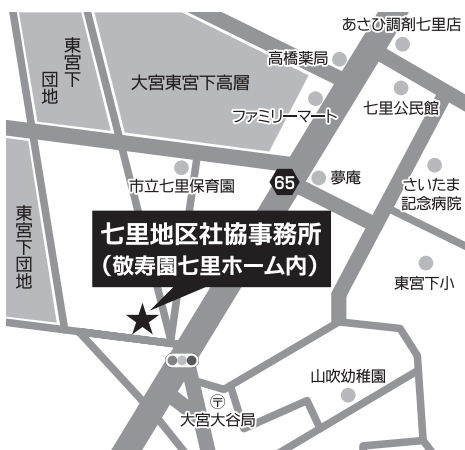 あさひ調剤七里店
高橋薬局
東宮下
団地
大宮東宮下高層
ファミリーマート
七里公民館
市立七里保育園
65
夢庵
さいたま
記念病院
東宮下団地
七里地区社協事務所
（敬寿園七里ホーム内）
東宮下小
山吹幼稚園
〒
大宮大谷局